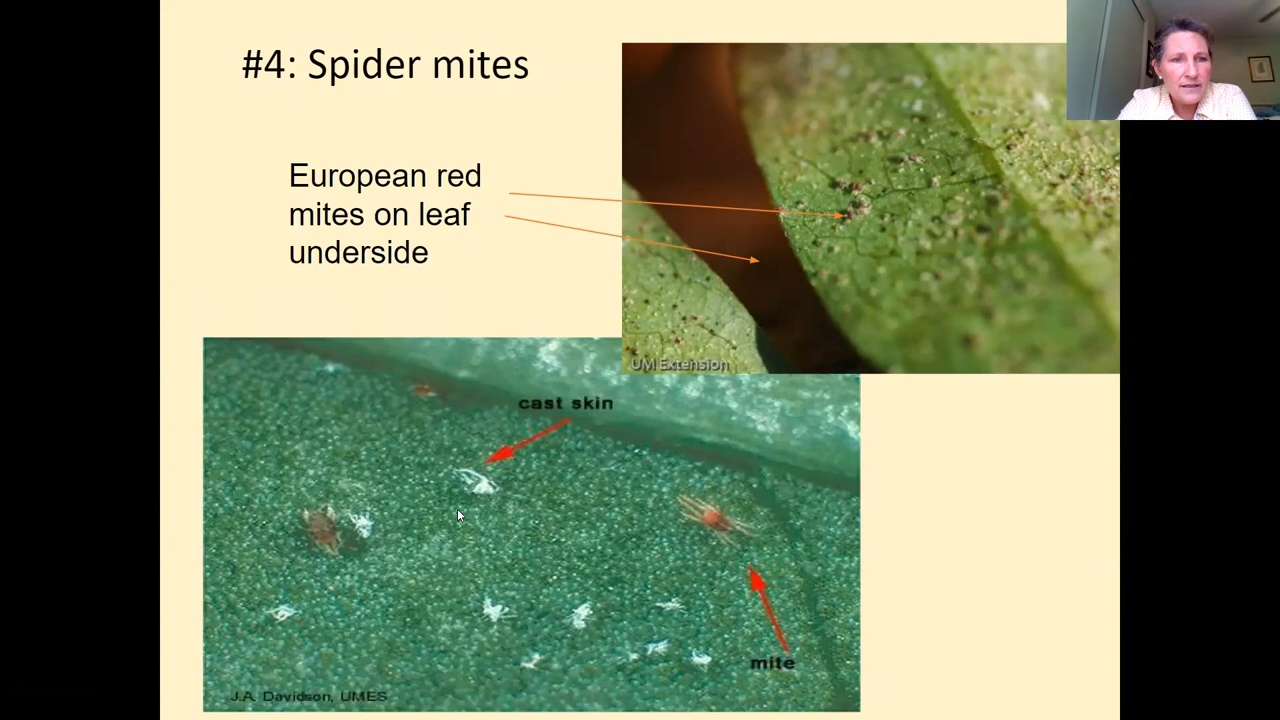 #4: Spider mites
European red
mites on leaf
underside
UM Extension
cast skin
mite
J.A. Davidson, UMES